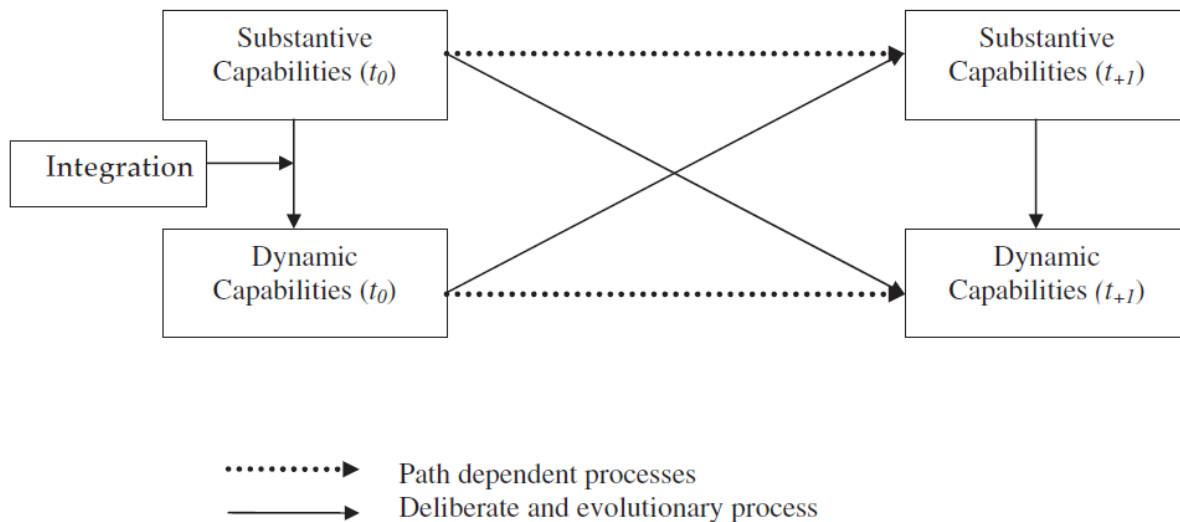 Substantive
Capabilities (t0)
Substantive
Capabilities (t+1)
Integration
Dynamic
Capabilities (t0)
Dynamic
Capabilities (t+1)
Path dependent processes
Deliberate and evolutionary process